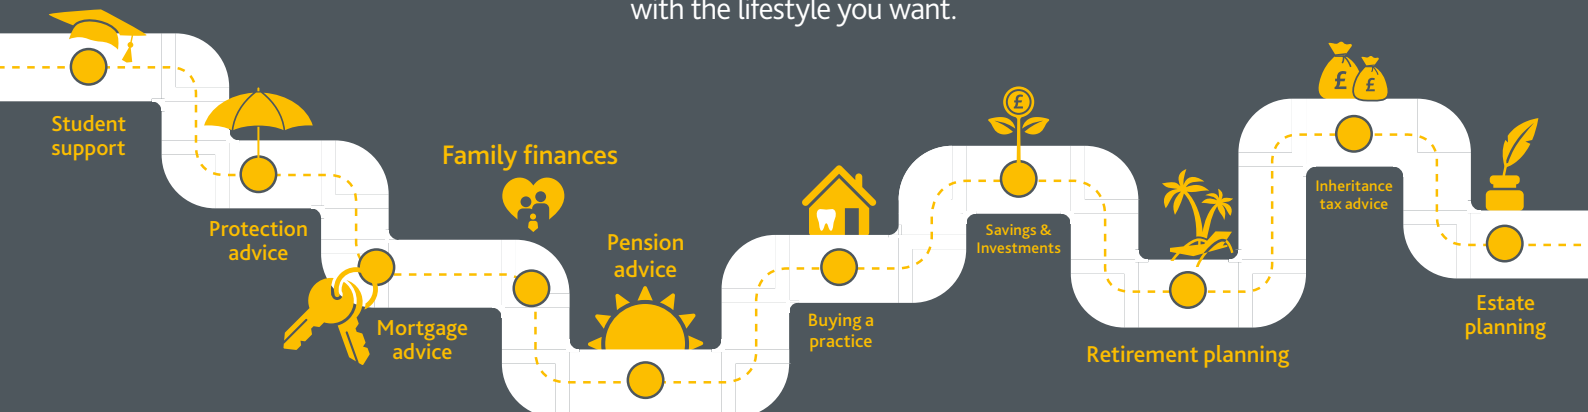 with the lifestyle you want.
Student
support
Protection
advice
Mortgage
advice
Family finances
Pension
advice
Buying a
practice
£
Savings &
Investments
Retirement planning
£ £
Inheritance
tax advice
Estate
planning